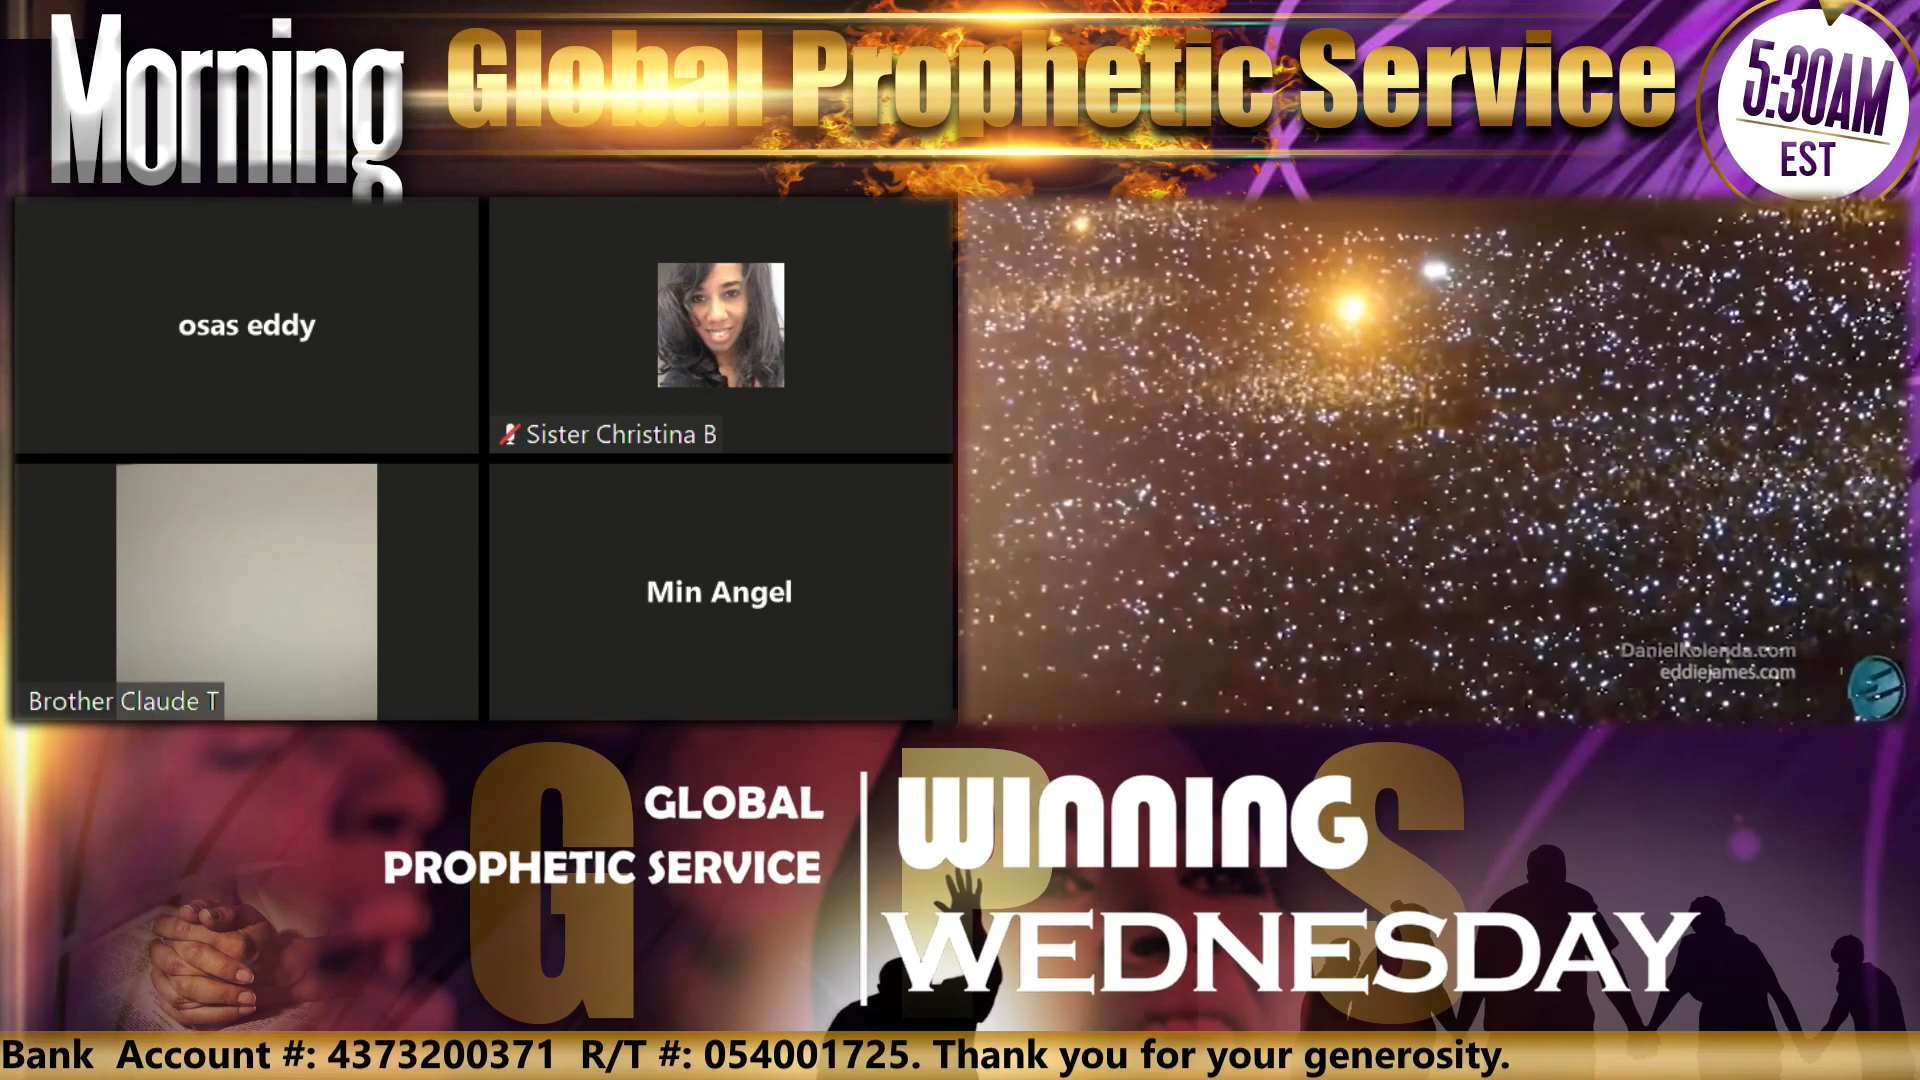 Morning
Global Prophetic Service
5:30AM
EST
osas eddy
Sister Christina B
Brother Claude T
Min Angel
DanielKolenda.com
eddiejames.com
G P S
GLOBAL
PROPHETIC SERVICE
WINNING
WEDNESDAY
Bank Account #: 4373200371 R/T #: 054001725. Thank you for your generosity.